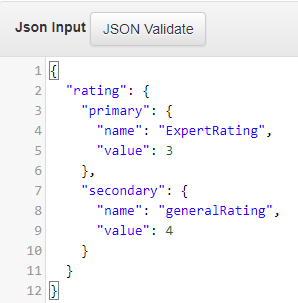 Json Input JSON Validate
1 {
2 "rating": {
3 "primary": {
4 "name": "ExpertRating",
5 "value": 3
6 },
7 "secondary": {
8 "name": "generalRating",
9 "value": 4
10 }
11 }
12 }